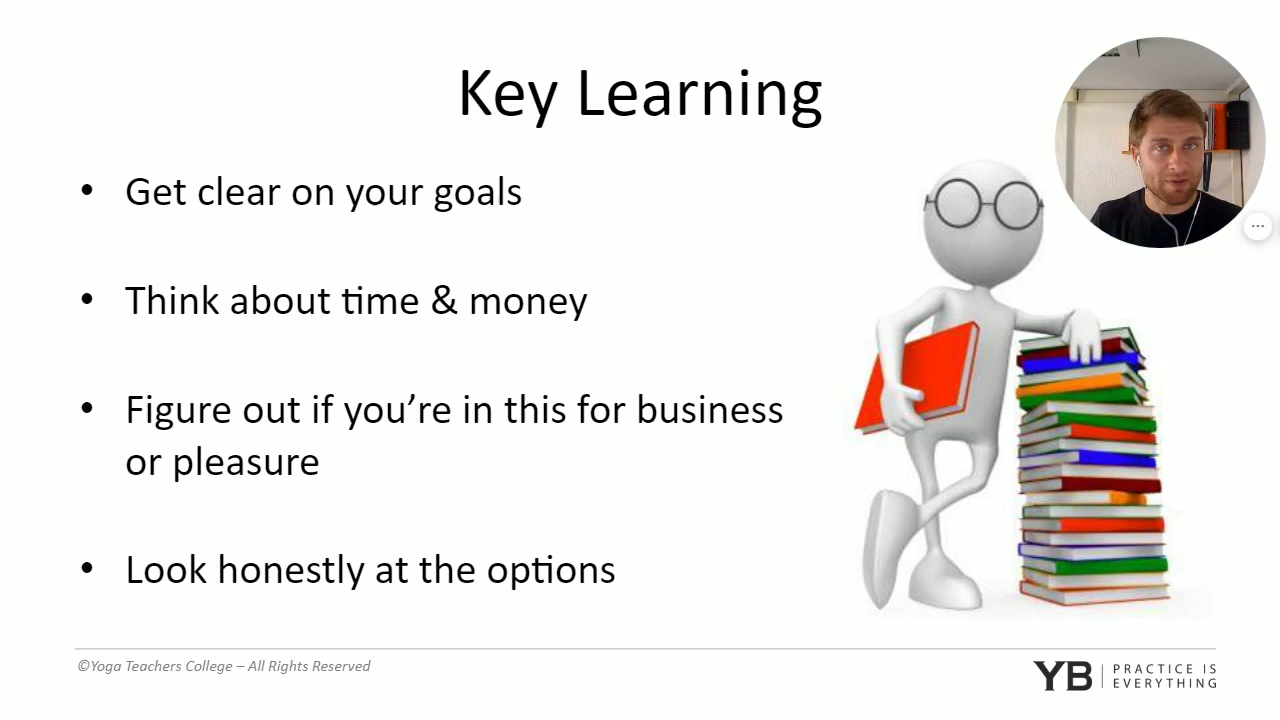 Key Learning
• Get clear on your goals
• Think about time & money
• Figure out if you’re in this for business
or pleasure
• Look honestly at the options
©Yoga Teachers College – All Rights Reserved
YB | PRACTICE IS
EVERYTHING